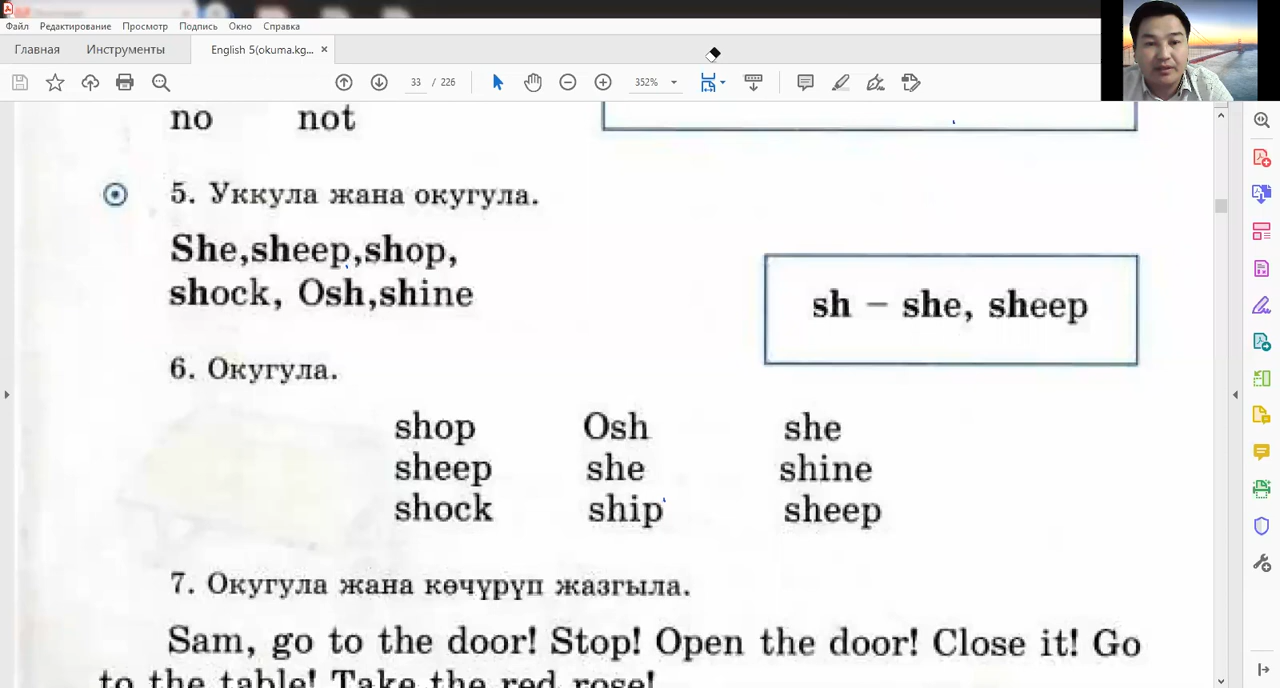 Файл Редактирование Просмотр Подпись Окно Справка
Главная Инструменты English 5(okuma.kg... ×
33 / 226 352%
no not
5. Уккула жана окугула.
She,sheep,shop,
shock, Osh,shine
sh – she, sheep
6. Окугула.
shop Osh she
sheep she shine
shock ship sheep
7. Окугула жана көчүрүп жазгыла.
Sam, go to the door! Stop! Open the door! Close it! Go
to the table! Take the red rose!